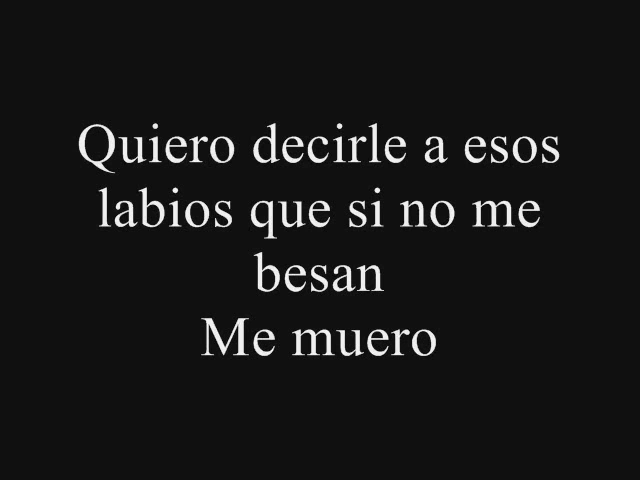 Quiero decirle a esos
labios que si no me
besan
Me muero